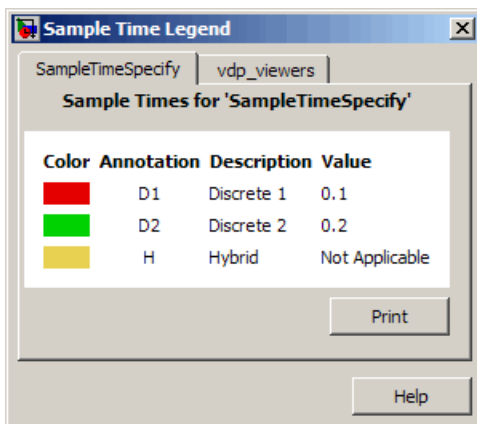 Sample Time Legend
SampleTimeSpecify vdp_viewers
Sample Times for 'SampleTimeSpecify'
Color Annotation Description Value
D1 Discrete 1 0.1
D2 Discrete 2 0.2
H Hybrid Not Applicable
Print
Help